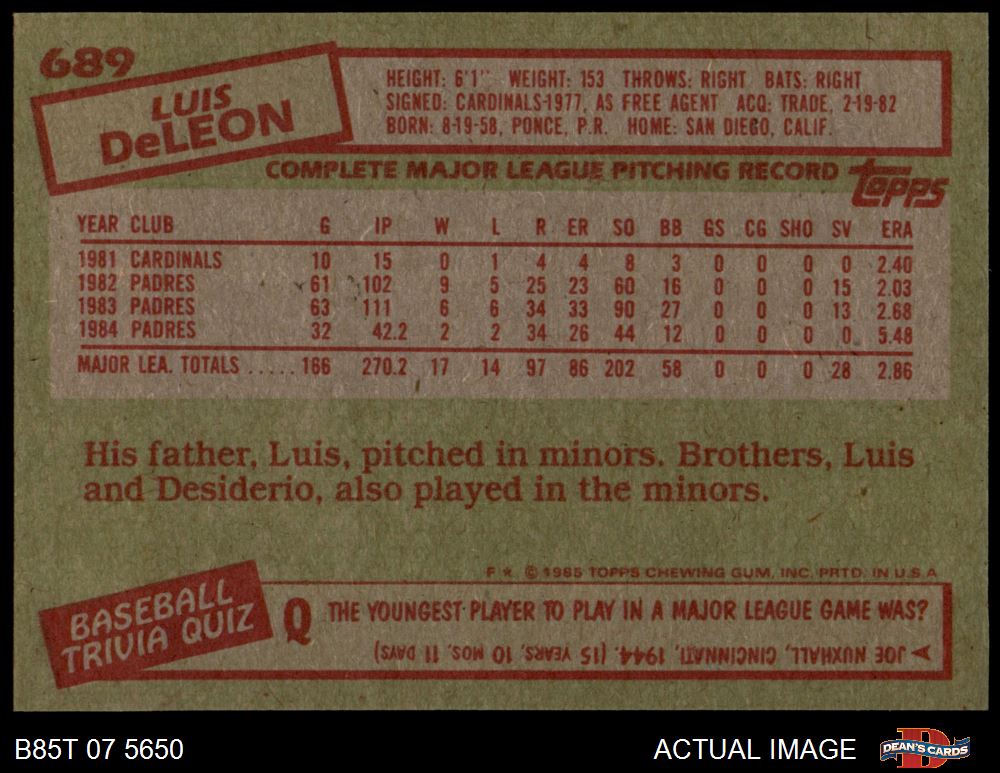 689
LUIS
DeLEON
HEIGHT: 6'1" WEIGHT: 153 THROWS: RIGHT BATS: RIGHT
SIGNED: CARDINALS-1977, AS FREE AGENT ACQ: TRADE, 2-19-82
BORN: 8-19-58, PONCE, P.R. HOME: SAN DIEGO, CALIF.
COMPLETE MAJOR LEAGUE PITCHING RECORD
TOPPS
YEAR CLUB G IP W L R ER SO BB GS CG SHO SV ERA
1981 CARDINALS 10 15 0 1 4 4 8 3 0 0 0 0 2.40
1982 PADRES 61 102 9 5 25 23 60 16 0 0 0 15 2.03
1983 PADRES 63 111 6 6 34 33 90 27 0 0 0 13 2.68
1984 PADRES 32 42.2 2 2 34 26 44 12 0 0 0 0 5.48
MAJOR LEA. TOTALS ..... 166 270.2 17 14 97 86 202 58 0 0 0 28 2.86
His father, Luis, pitched in minors. Brothers, Luis
and Desiderio, also played in the minors.
F * © 1985 TOPPS CHEWING GUM, INC. PRTD. IN U.S.A
BASEBALL
TRIVIA QUIZ
Q THE YOUNGEST PLAYER TO PLAY IN A MAJOR LEAGUE GAME WAS?
JOE NUXHALL, CINCINNATI, 1944. (15 YEARS, 10 MOS, 11 DAYS)
B85T 07 5650
ACTUAL IMAGE
D
DEAN'S CARDS